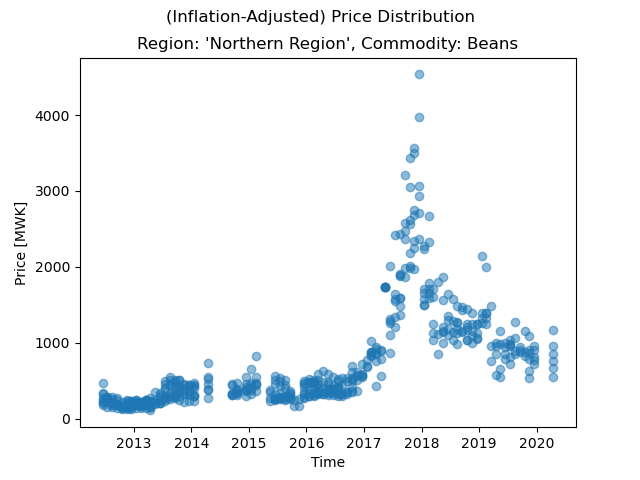 (Inflation-Adjusted) Price Distribution
Region: 'Northern Region', Commodity: Beans
4000
3000
2000
1000
0
Price [MWK]
2013 2014 2015 2016 2017 2018 2019 2020
Time